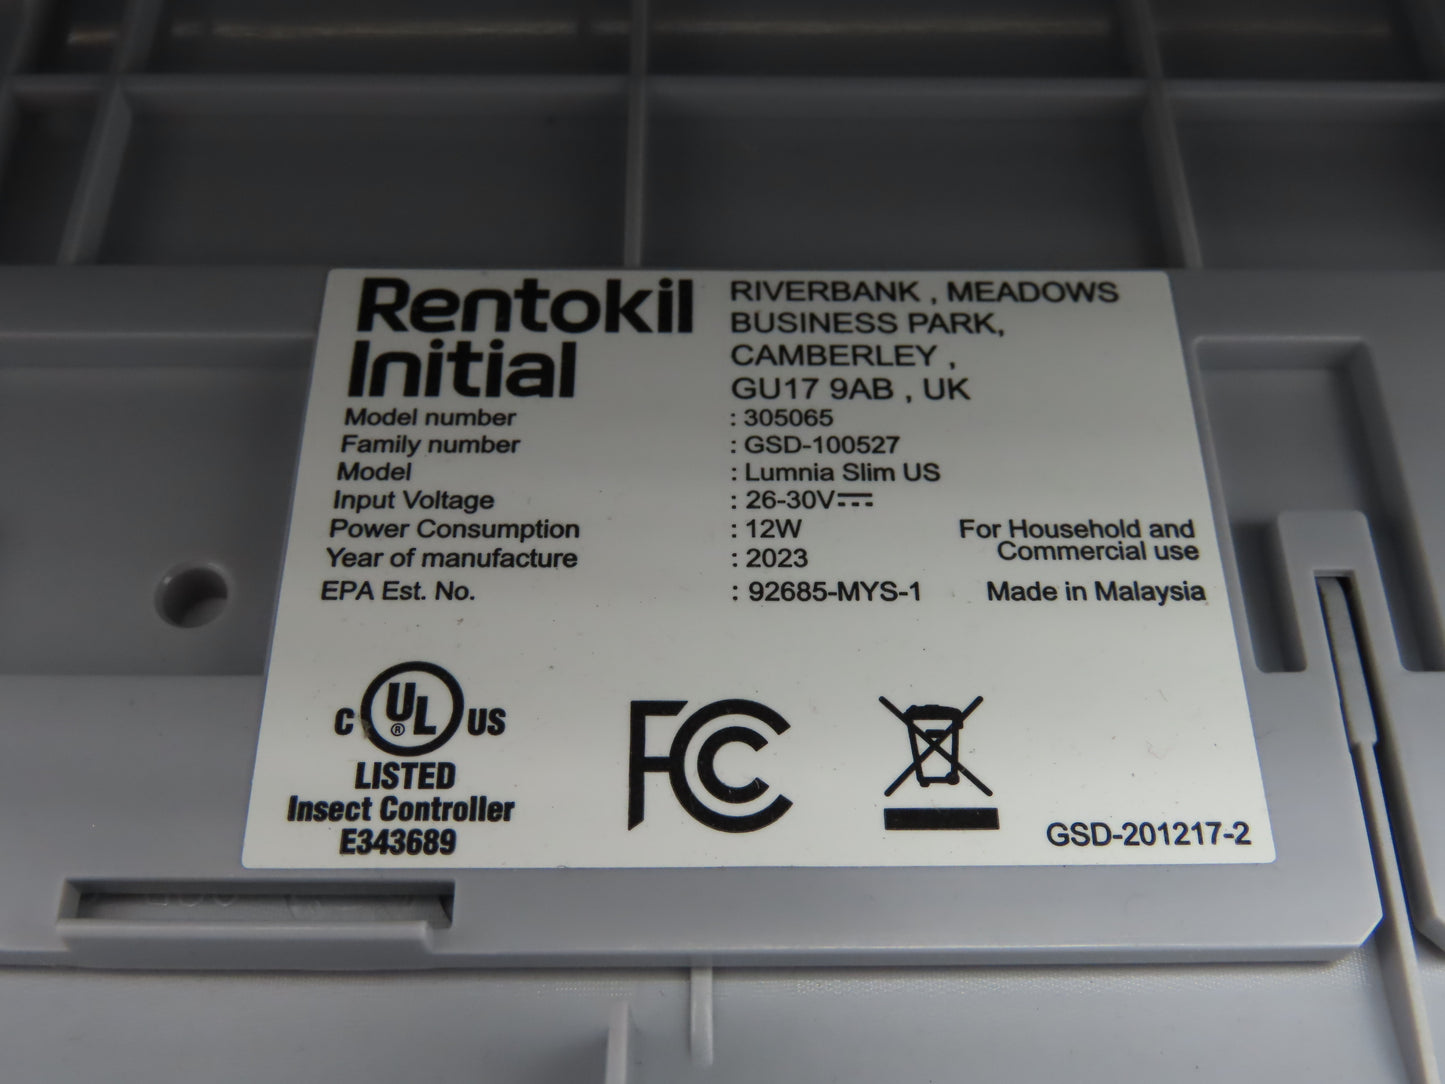 Rentokil
Initial
RIVERBANK , MEADOWS
BUSINESS PARK,
CAMBERLEY ,
GU17 9AB , UK
Model number : 305065
Family number : GSD-100527
Model : Lumnia Slim US
Input Voltage : 26-30V
Power Consumption : 12W
Year of manufacture : 2023
For Household and
Commercial use
EPA Est. No. : 92685-MYS-1 Made in Malaysia
C UL ® US
LISTED
Insect Controller
E343689
FC
GSD-201217-2